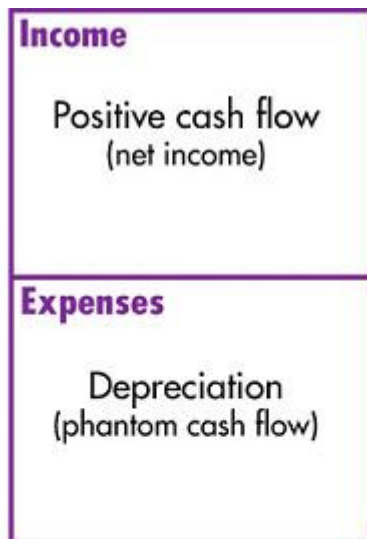 Income
Positive cash flow
(net income)
Expenses
Depreciation
(phantom cash flow)